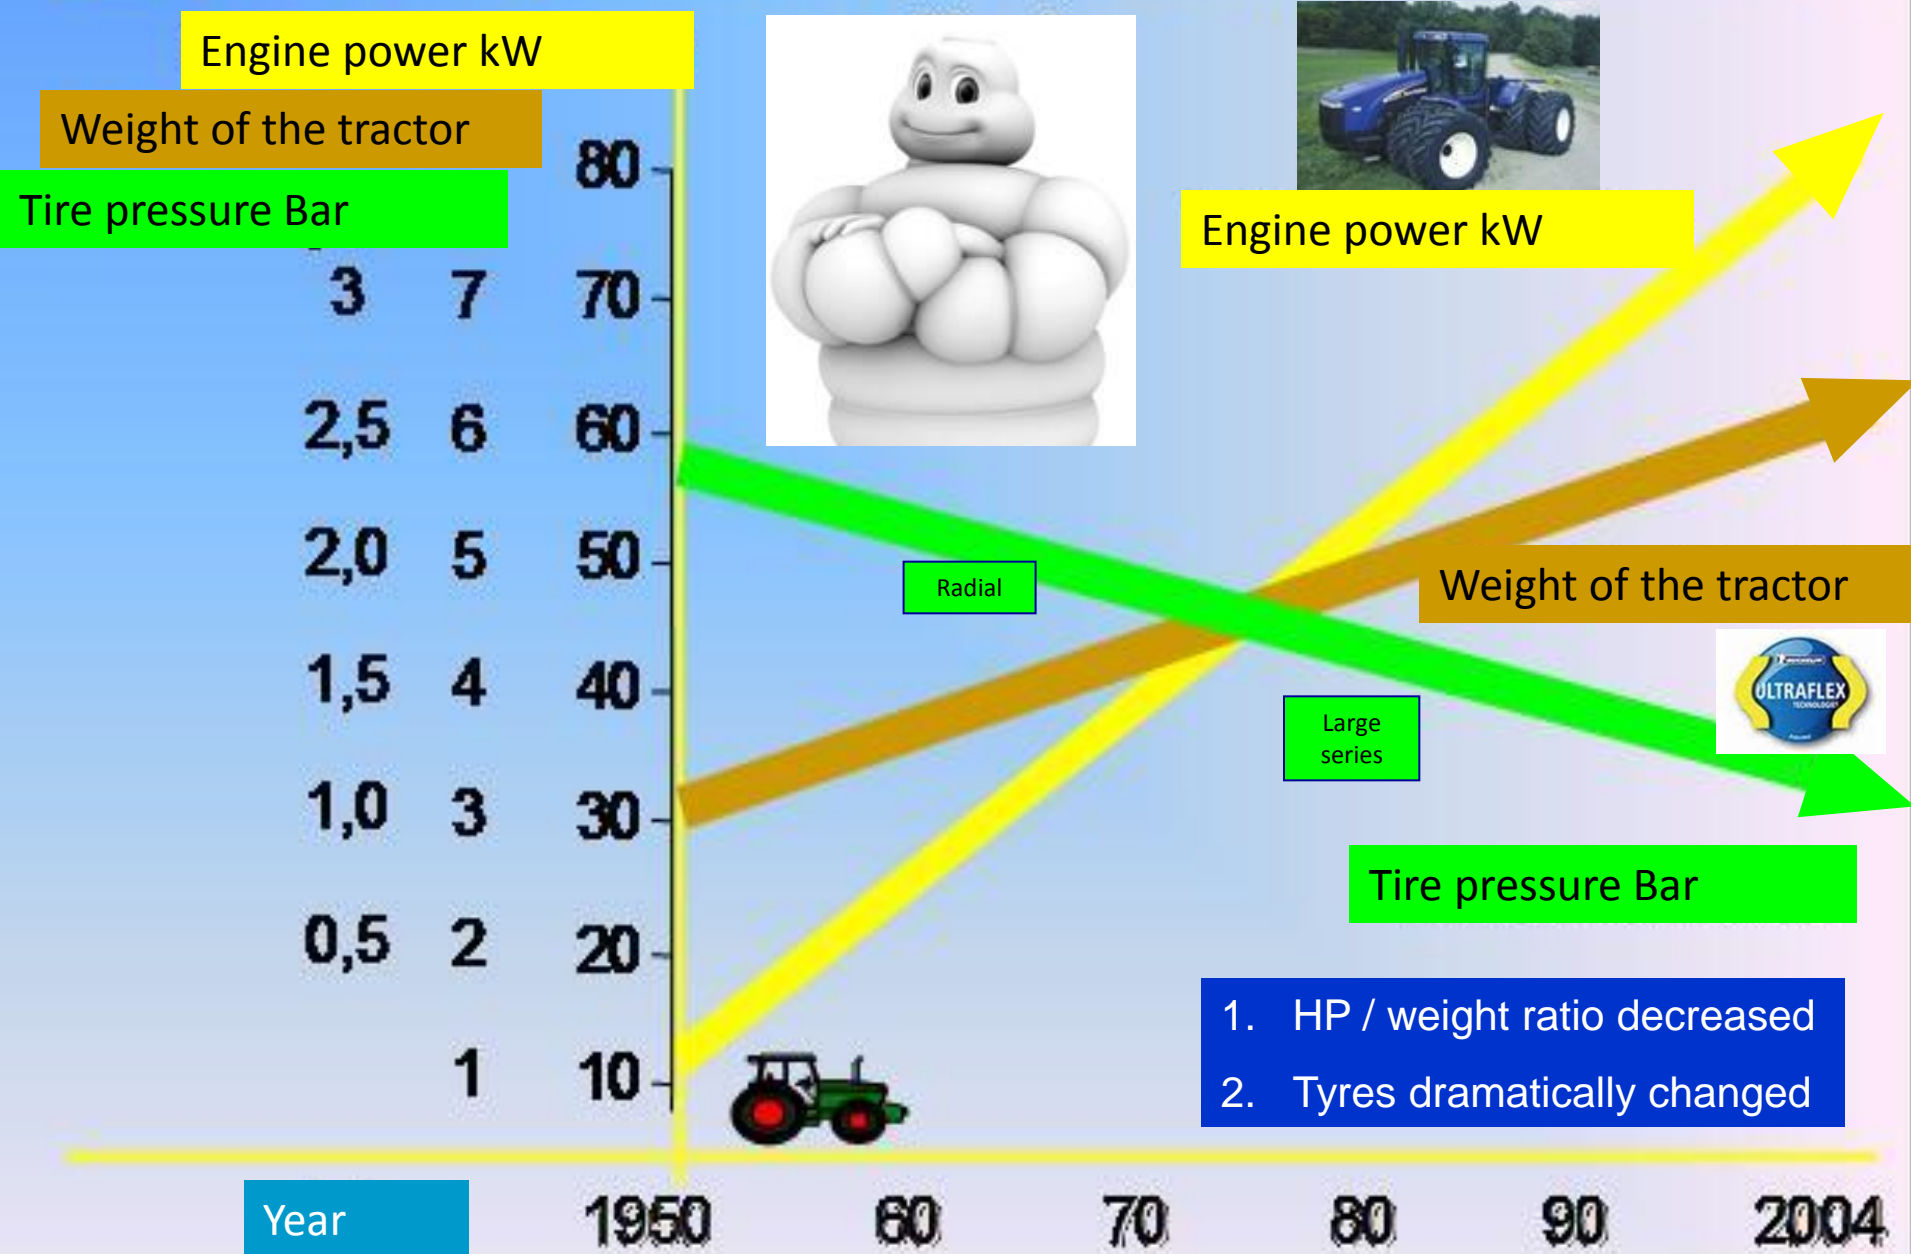 Engine power kW
Weight of the tractor
80
Tire pressure Bar
Engine power kW
3 7 70
2,5 6 60
2,0 5 50
Radial
Weight of the tractor
1,5 4 40
ULTRAFLEX
Large
series
1,0 3 30
Tire pressure Bar
0,5 2 20
1. HP / weight ratio decreased
1 10
2. Tyres dramatically changed
Year 1950 60 70 80 90 2004